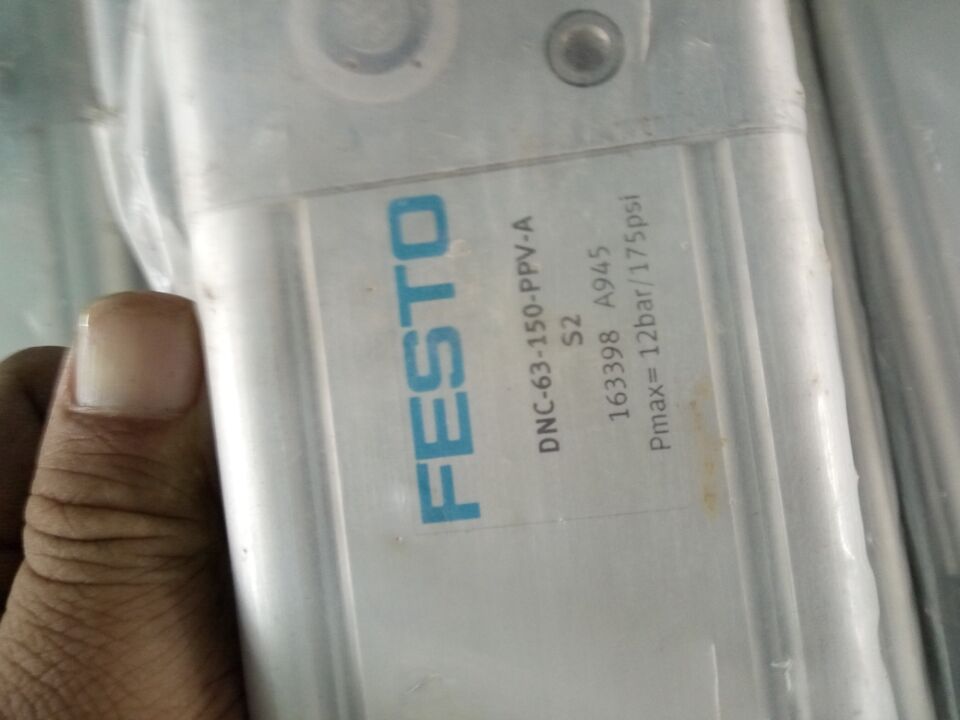 FESTO
DNC-63-150-PPV-A
S2
163398 A945
Pmax= 12bar/175psi